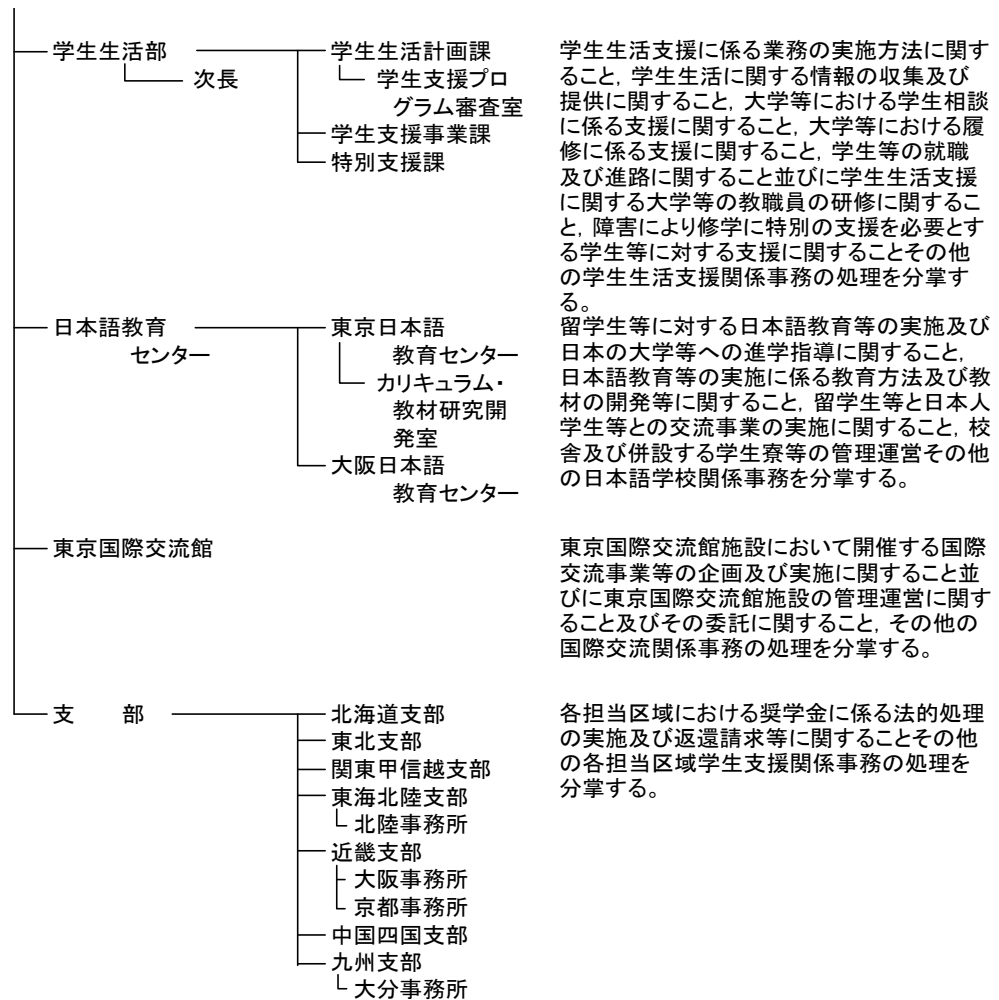 学生生活部
次長
学生生活計画課
学生支援プロ
グラム審査室
学生支援事業課
特別支援課
学生生活支援に係る業務の実施方法に関す
ること，学生生活に関する情報の収集及び
提供に関すること，大学等における学生相談
に係る支援に関すること，大学等における履
修に係る支援に関すること，学生等の就職
及び進路に関すること並びに学生生活支援
に関する大学等の教職員の研修に関するこ
と，障害により修学に特別の支援を必要とす
る学生等に対する支援に関することその他
の学生生活支援関係事務の処理を分掌す
る。
日本語教育
センター
東京日本語
教育センター
カリキュラム・
教材研究開
発室
大阪日本語
教育センター
留学生等に対する日本語教育等の実施及び
日本の大学等への進学指導に関すること，
日本語教育等の実施に係る教育方法及び教
材の開発等に関すること，留学生等と日本人
学生等との交流事業の実施に関すること，校
舎及び併設する学生寮等の管理運営その他
の日本語学校関係事務を分掌する。
東京国際交流館
東京国際交流館施設において開催する国際
交流事業等の企画及び実施に関すること並
びに東京国際交流館施設の管理運営に関す
ること及びその委託に関すること，その他の
国際交流関係事務の処理を分掌する。
支　　部
北海道支部
東北支部
関東甲信越支部
東海北陸支部
北陸事務所
近畿支部
大阪事務所
京都事務所
中国四国支部
九州支部
大分事務所
各担当区域における奨学金に係る法的処理
の実施及び返還請求等に関することその他
の各担当区域学生支援関係事務の処理を
分掌する。